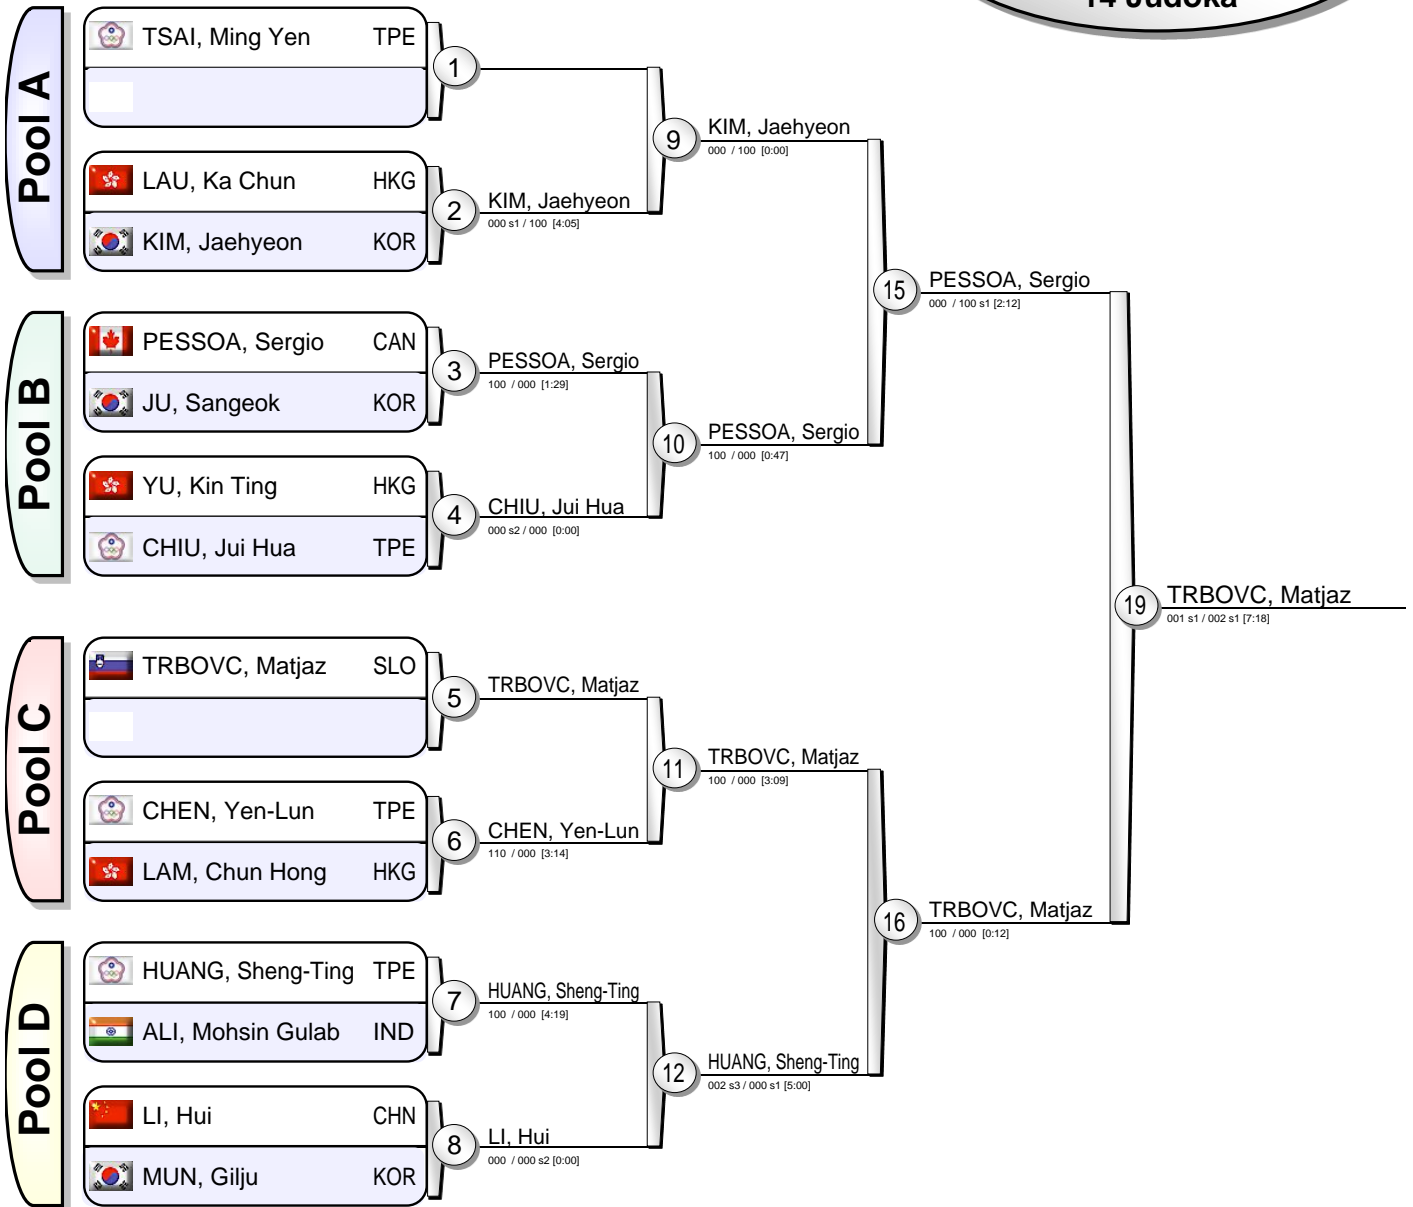 14 Judoka
Pool A
TSAI, Ming Yen TPE
1
LAU, Ka Chun HKG
KIM, Jaehyeon KOR
2
KIM, Jaehyeon
000 s1 / 100 [4:05]
9
KIM, Jaehyeon
000 / 100 [0:00]
Pool B
PESSOA, Sergio CAN
JU, Sangeok KOR
3
PESSOA, Sergio
100 / 000 [1:29]
YU, Kin Ting HKG
CHIU, Jui Hua TPE
4
CHIU, Jui Hua
000 s2 / 000 [0:00]
10
PESSOA, Sergio
100 / 000 [0:47]
15
PESSOA, Sergio
000 / 100 s1 [2:12]
Pool C
TRBOVC, Matjaz SLO
5
TRBOVC, Matjaz
CHEN, Yen-Lun TPE
LAM, Chun Hong HKG
6
CHEN, Yen-Lun
110 / 000 [3:14]
11
TRBOVC, Matjaz
100 / 000 [3:09]
Pool D
HUANG, Sheng-Ting TPE
ALI, Mohsin Gulab IND
7
HUANG, Sheng-Ting
100 / 000 [4:19]
LI, Hui CHN
MUN, Gilju KOR
8
LI, Hui
000 / 000 s2 [0:00]
12
HUANG, Sheng-Ting
002 s3 / 000 s1 [5:00]
16
TRBOVC, Matjaz
100 / 000 [0:12]
19
TRBOVC, Matjaz
001 s1 / 002 s1 [7:18]